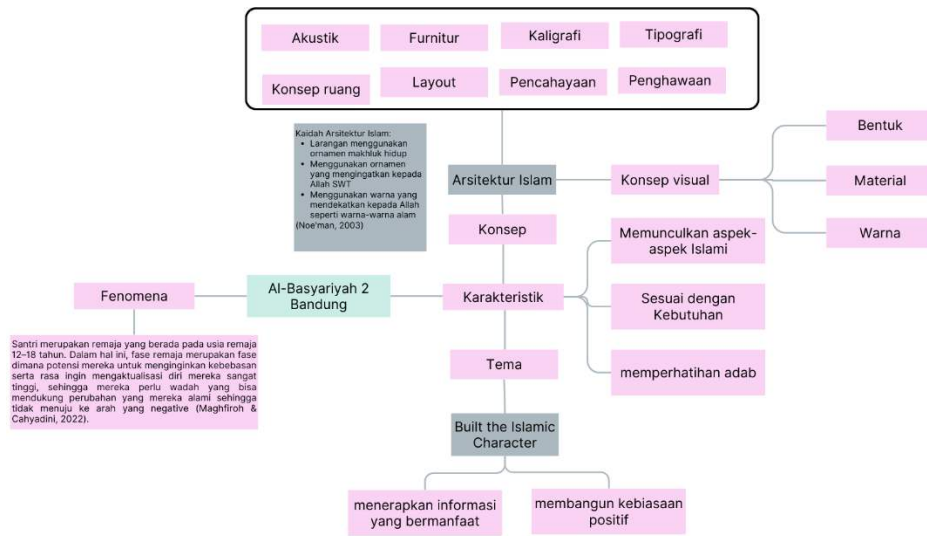 Akustik
Furnitur
Kaligrafi
Tipografi
Konsep ruang
Layout
Pencahayaan
Penghawaan
Kaidah Arsitektur Islam:
• Larangan menggunakan
ornamen makhluk hidup
• Menggunakan ornamen
yang mengingatkan kepada
Allah SWT
• Menggunakan warna yang
mendekatkan kepada Allah
seperti warna-warna alam
(Noe'man, 2003)
Arsitektur Islam
Konsep visual
Bentuk
Material
Warna
Konsep
Memunculkan aspek-
aspek Islami
Fenomena
Al-Basyariyah 2
Bandung
Karakteristik
Sesuai dengan
Kebutuhan
Santri merupakan remaja yang berada pada usia remaja
12–18 tahun. Dalam hal ini, fase remaja merupakan fase
dimana potensi mereka untuk menginginkan kebebasan
serta rasa ingin mengaktualisasi diri mereka sangat
tinggi, sehingga mereka perlu wadah yang bisa
mendukung perubahan yang mereka alami sehingga
tidak menuju ke arah yang negative (Maghfiroh &
Cahyadini, 2022).
Tema
memperhatihan adab
Built the Islamic
Character
menerapkan informasi
yang bermanfaat
membangun kebiasaan
positif